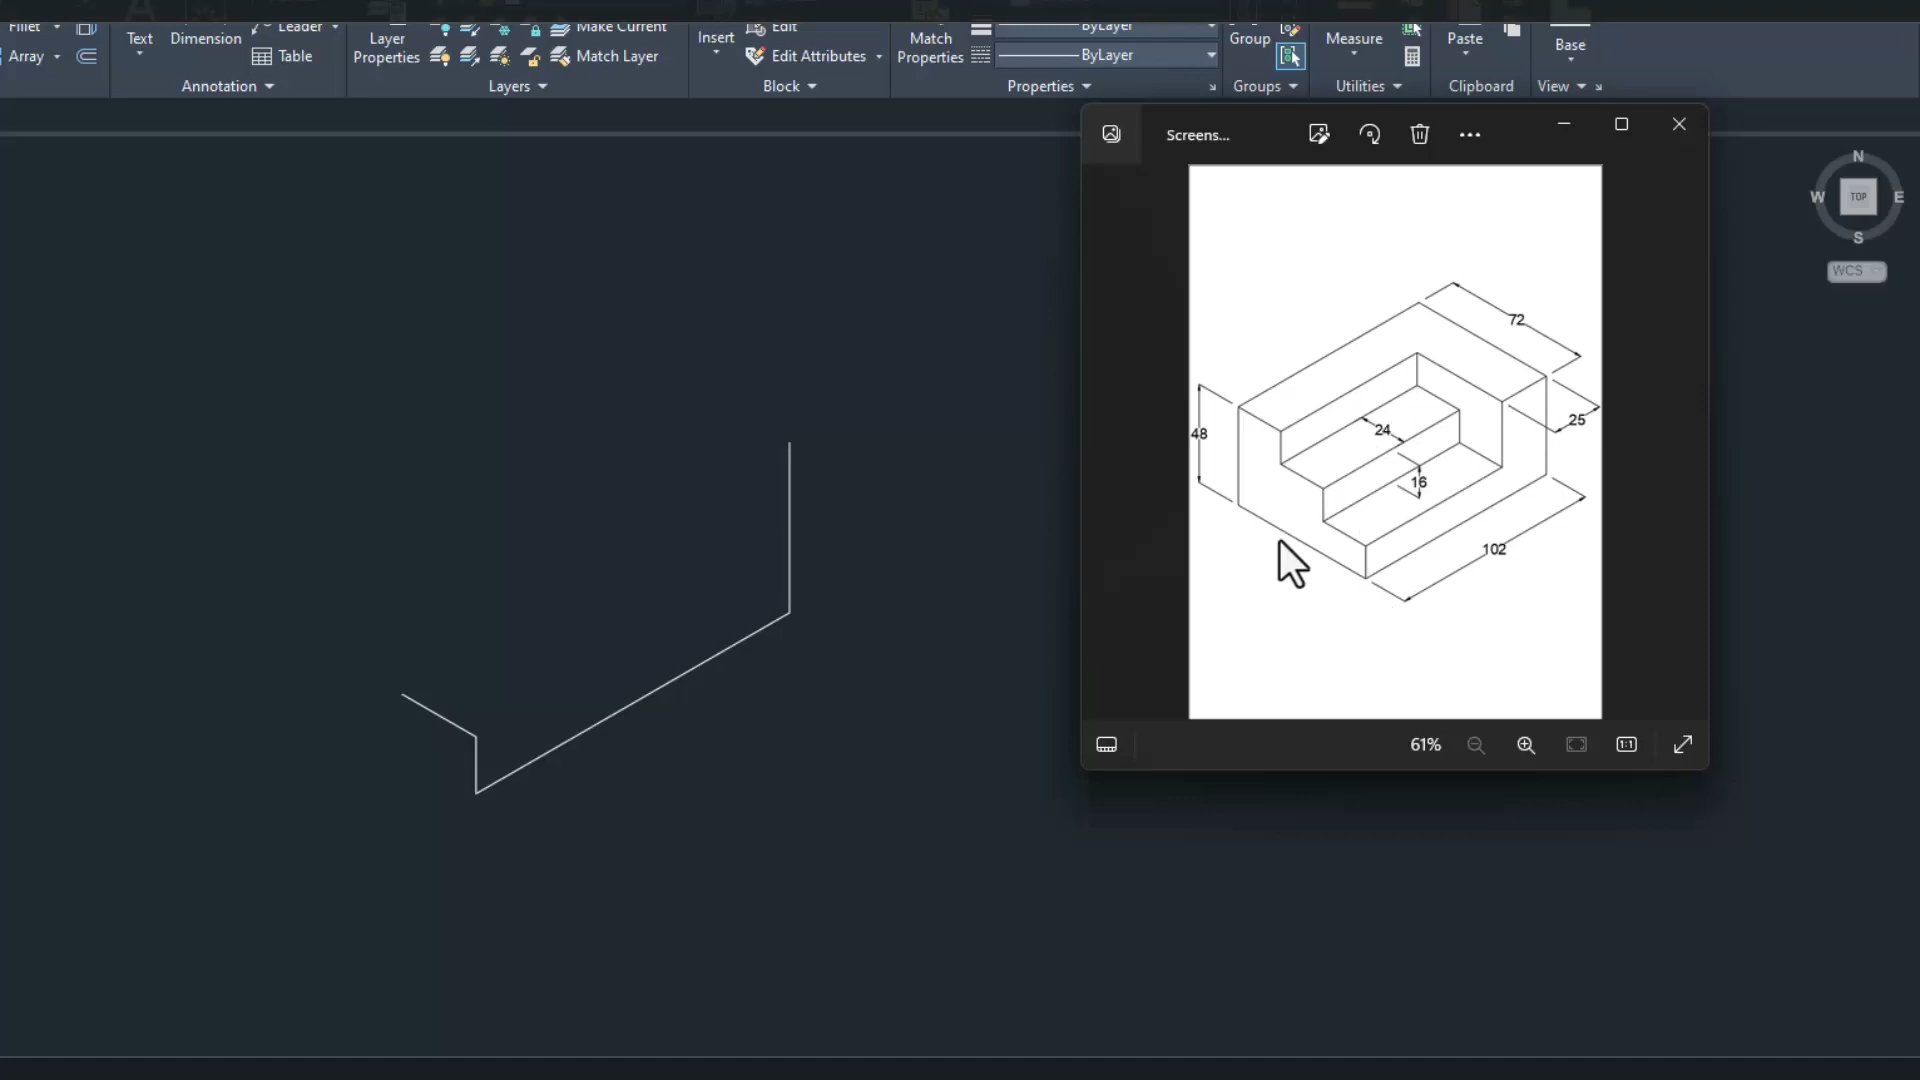 Fillet
Leader
Make Current
Edit
ByLayer
Array
Text
Dimension
Table
Layer
Properties
Match Layer
Insert
Edit Attributes
Match
Properties
ByLayer
Group
Measure
Paste
Base
Annotation
Layers
Block
Properties
Groups
Utilities
Clipboard
View
Screens...
N
W
TOP
E
S
WCS
72
25
48
24
16
102
61%
1:1